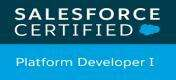 SALESFORCE
CERTIFIED
Platform Developer I